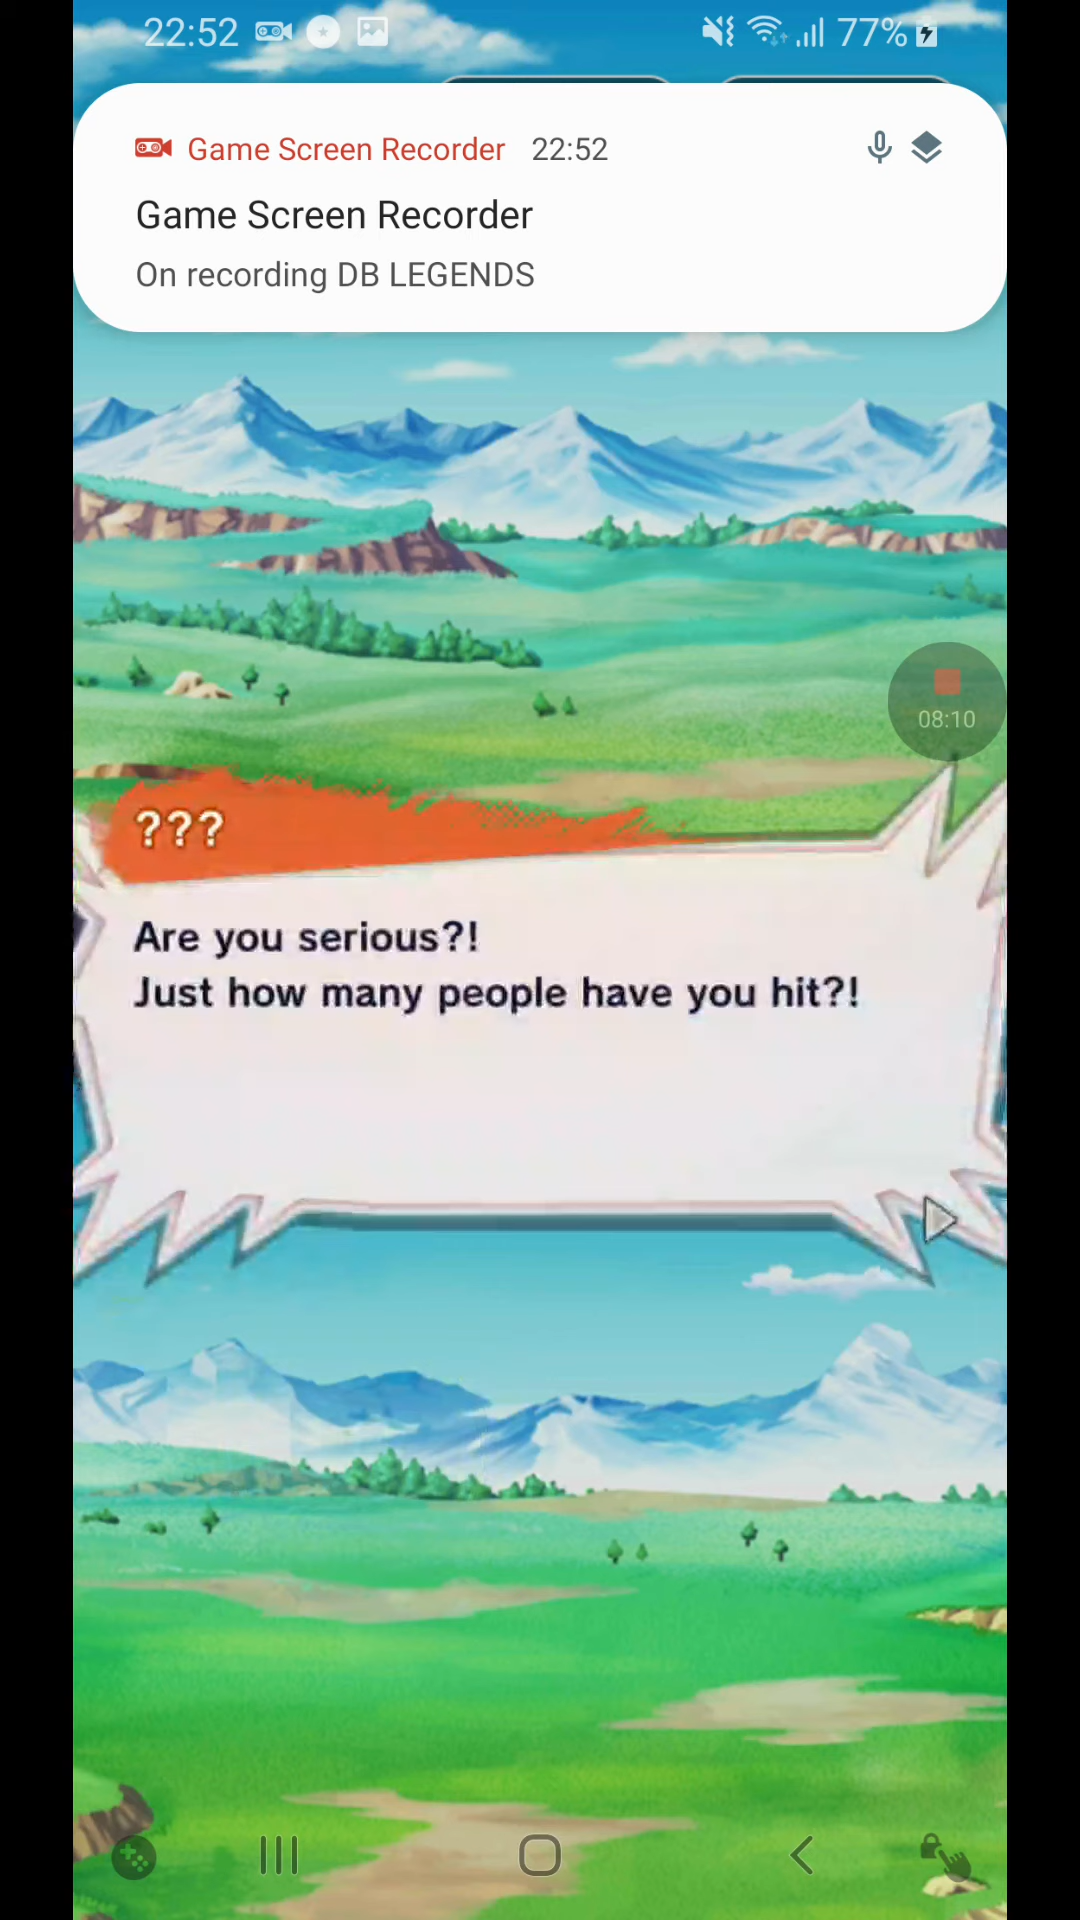 22:52
77%
Game Screen Recorder 22:52
Game Screen Recorder
On recording DB LEGENDS
08:10
???
Are you serious?!
Just how many people have you hit?!